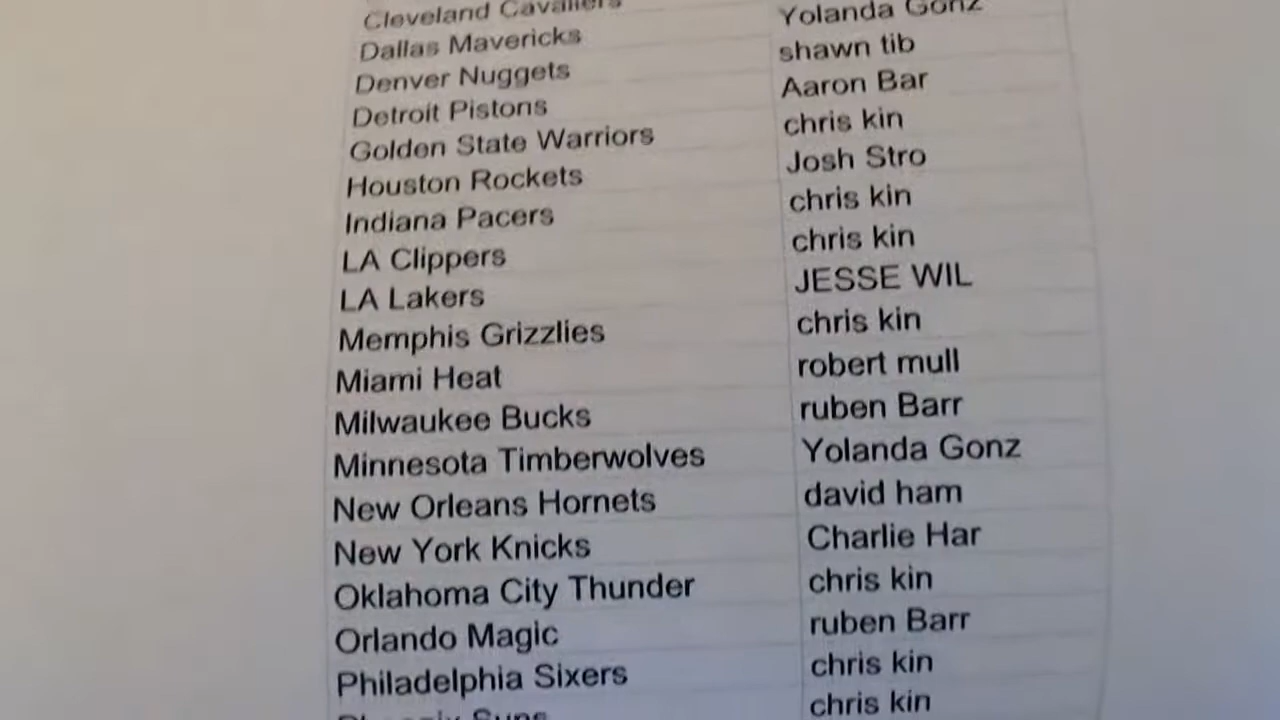 Cleveland Cavaliers
Dallas Mavericks Yolanda Gonz
Denver Nuggets shawn tib
Detroit Pistons Aaron Bar
Golden State Warriors chris kin
Houston Rockets Josh Stro
Indiana Pacers chris kin
LA Clippers chris kin
LA Lakers JESSE WIL
Memphis Grizzlies chris kin
Miami Heat robert mull
Milwaukee Bucks ruben Barr
Minnesota Timberwolves Yolanda Gonz
New Orleans Hornets david ham
New York Knicks Charlie Har
Oklahoma City Thunder chris kin
Orlando Magic ruben Barr
Philadelphia Sixers chris kin
Phoenix Suns chris kin